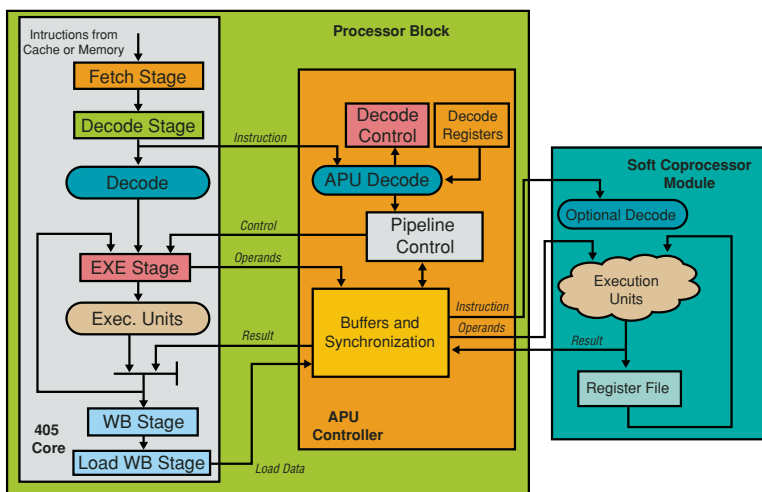 Intructions from
Cache or Memory
Fetch Stage
Decode Stage
Decode
EXE Stage
Exec. Units
WB Stage
Load WB Stage
405
Core
Processor Block
Instruction
Control
Operands
Result
Load Data
Decode
Control
Decode
Registers
APU Decode
Pipeline
Control
Buffers and
Synchronization
APU
Controller
Instruction
Operands
Result
Soft Coprocessor
Module
Optional Decode
Execution
Units
Register File